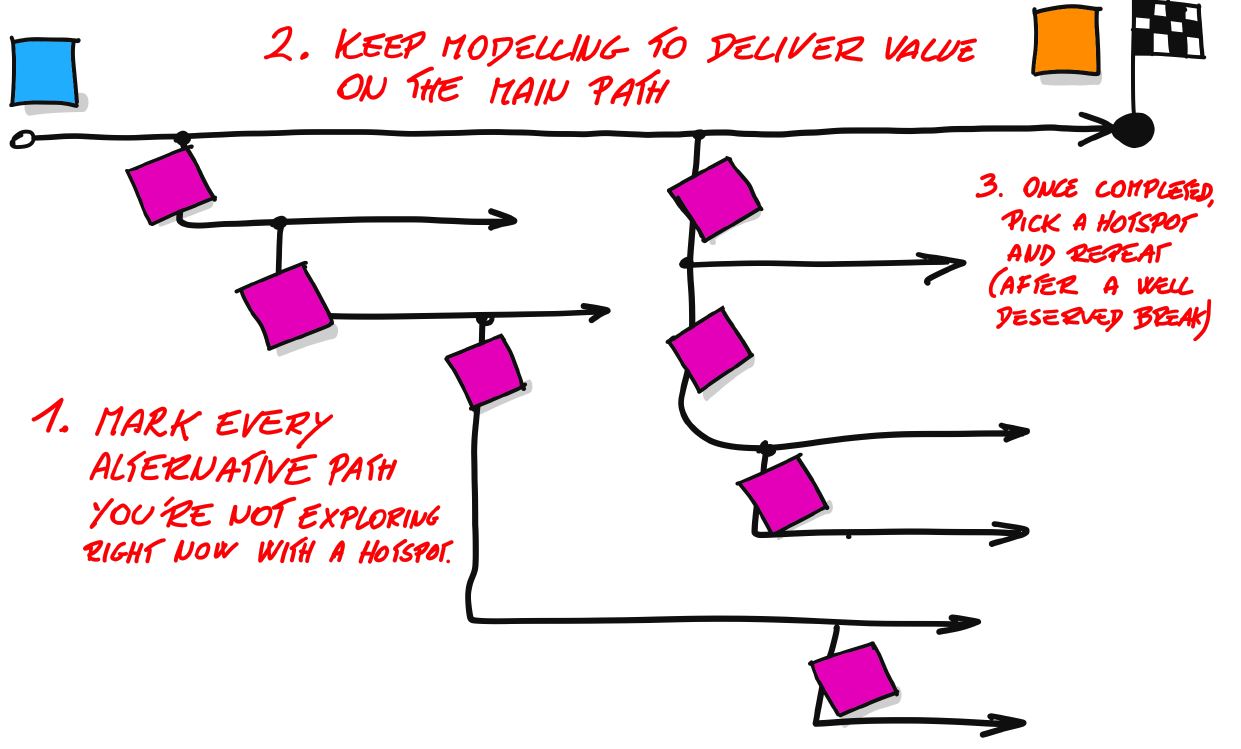 2. KEEP MODELLING TO DELIVER VALUE
ON THE MAIN PATH
3. ONCE COMPLETED,
PICK A HOTSPOT
AND REPEAT
(AFTER A WELL
DESERVED BREAK)
1. MARK EVERY
ALTERNATIVE PATH
YOU'RE NOT EXPLORING
RIGHT NOW WITH A HOTSPOT.